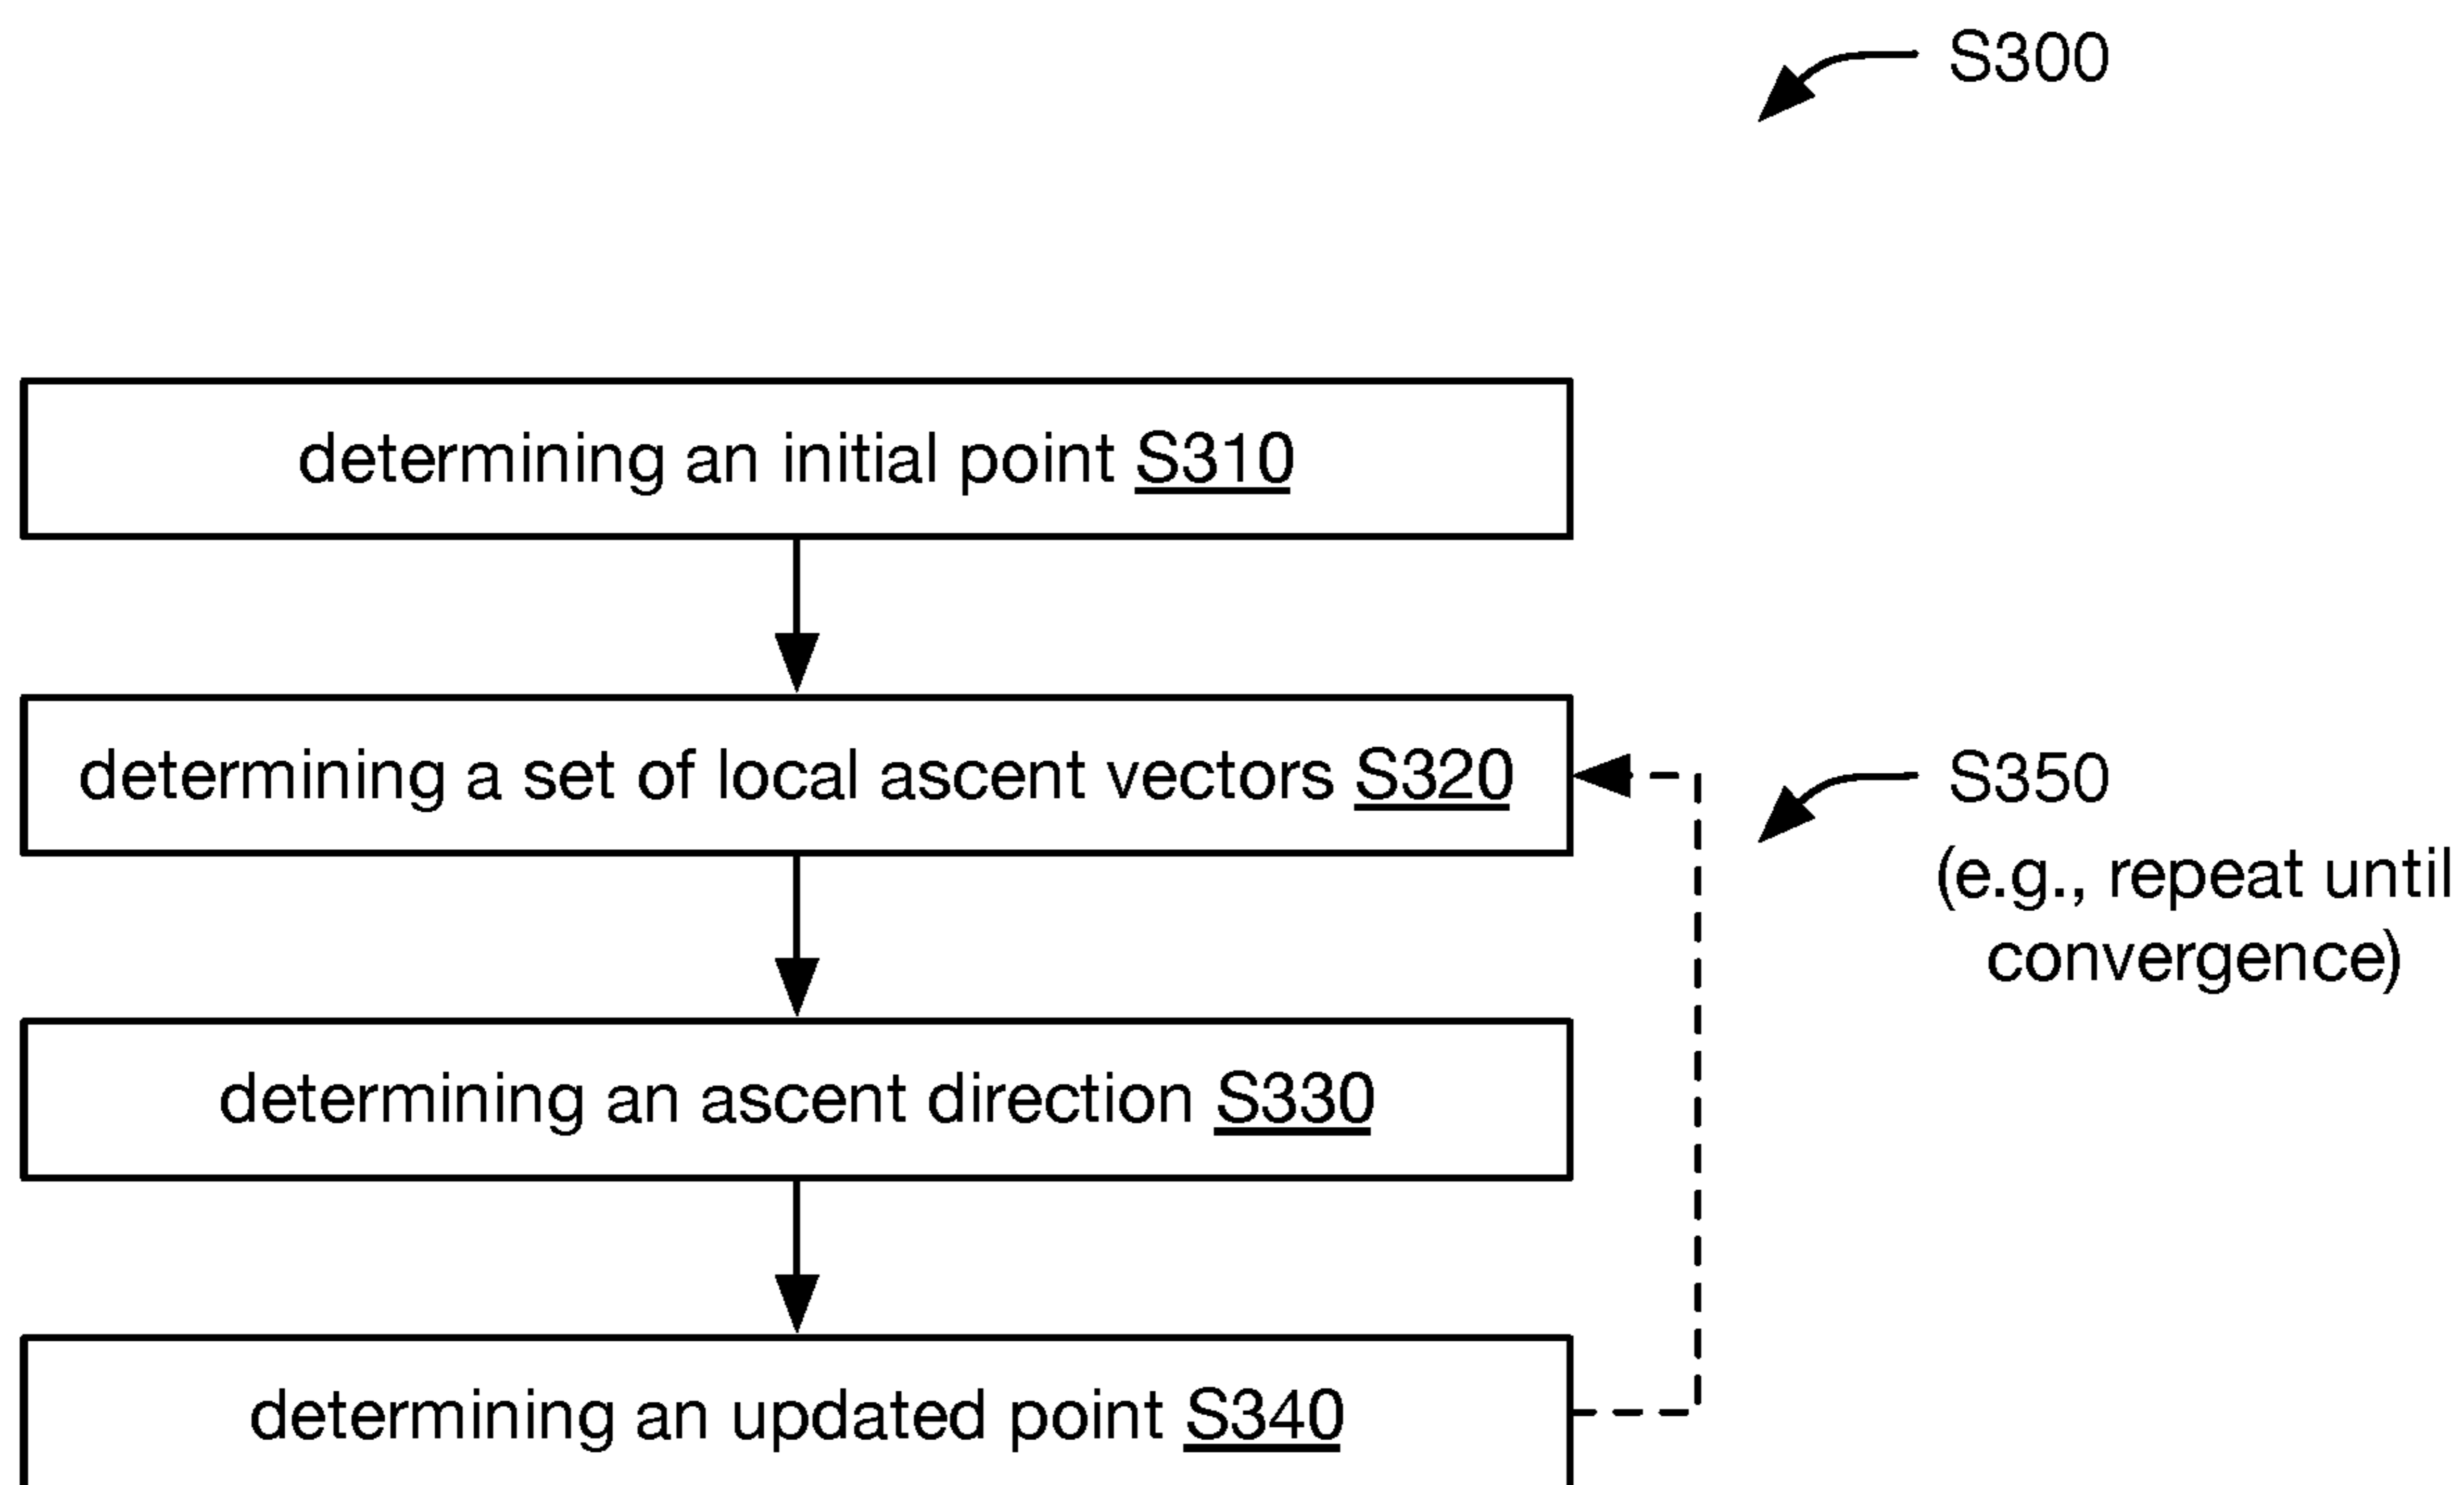 S300
determining an initial point S310
determining a set of local ascent vectors S320
S350
(e.g., repeat until
convergence)
determining an ascent direction S330
determining an updated point S340